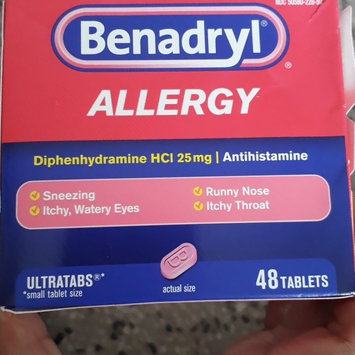 Benadryl®
ALLERGY
Diphenhydramine HCl 25mg | Antihistamine
Sneezing
Itchy, Watery Eyes
Runny Nose
Itchy Throat
ULTRATABS®*
*small tablet size
actual size
48 TABLETS